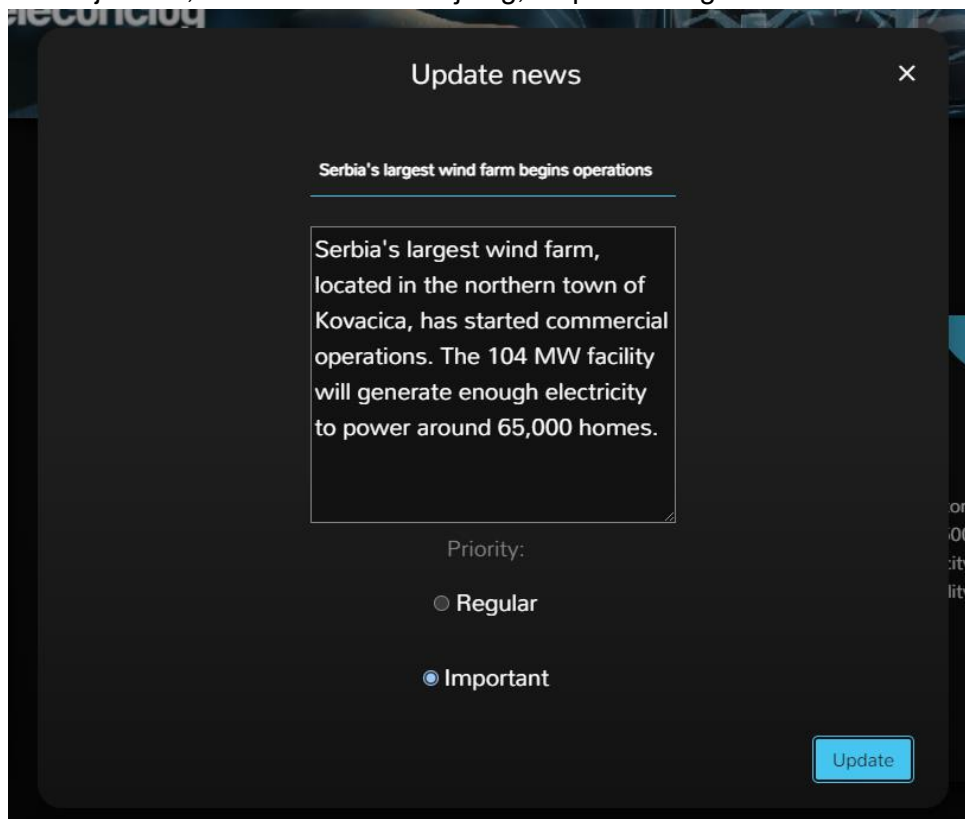 Update news
×
Serbia's largest wind farm begins operations
Serbia's largest wind farm,
located in the northern town of
Kovacica, has started commercial
operations. The 104 MW facility
will generate enough electricity
to power around 65,000 homes.
Priority:
Regular
Important
Update